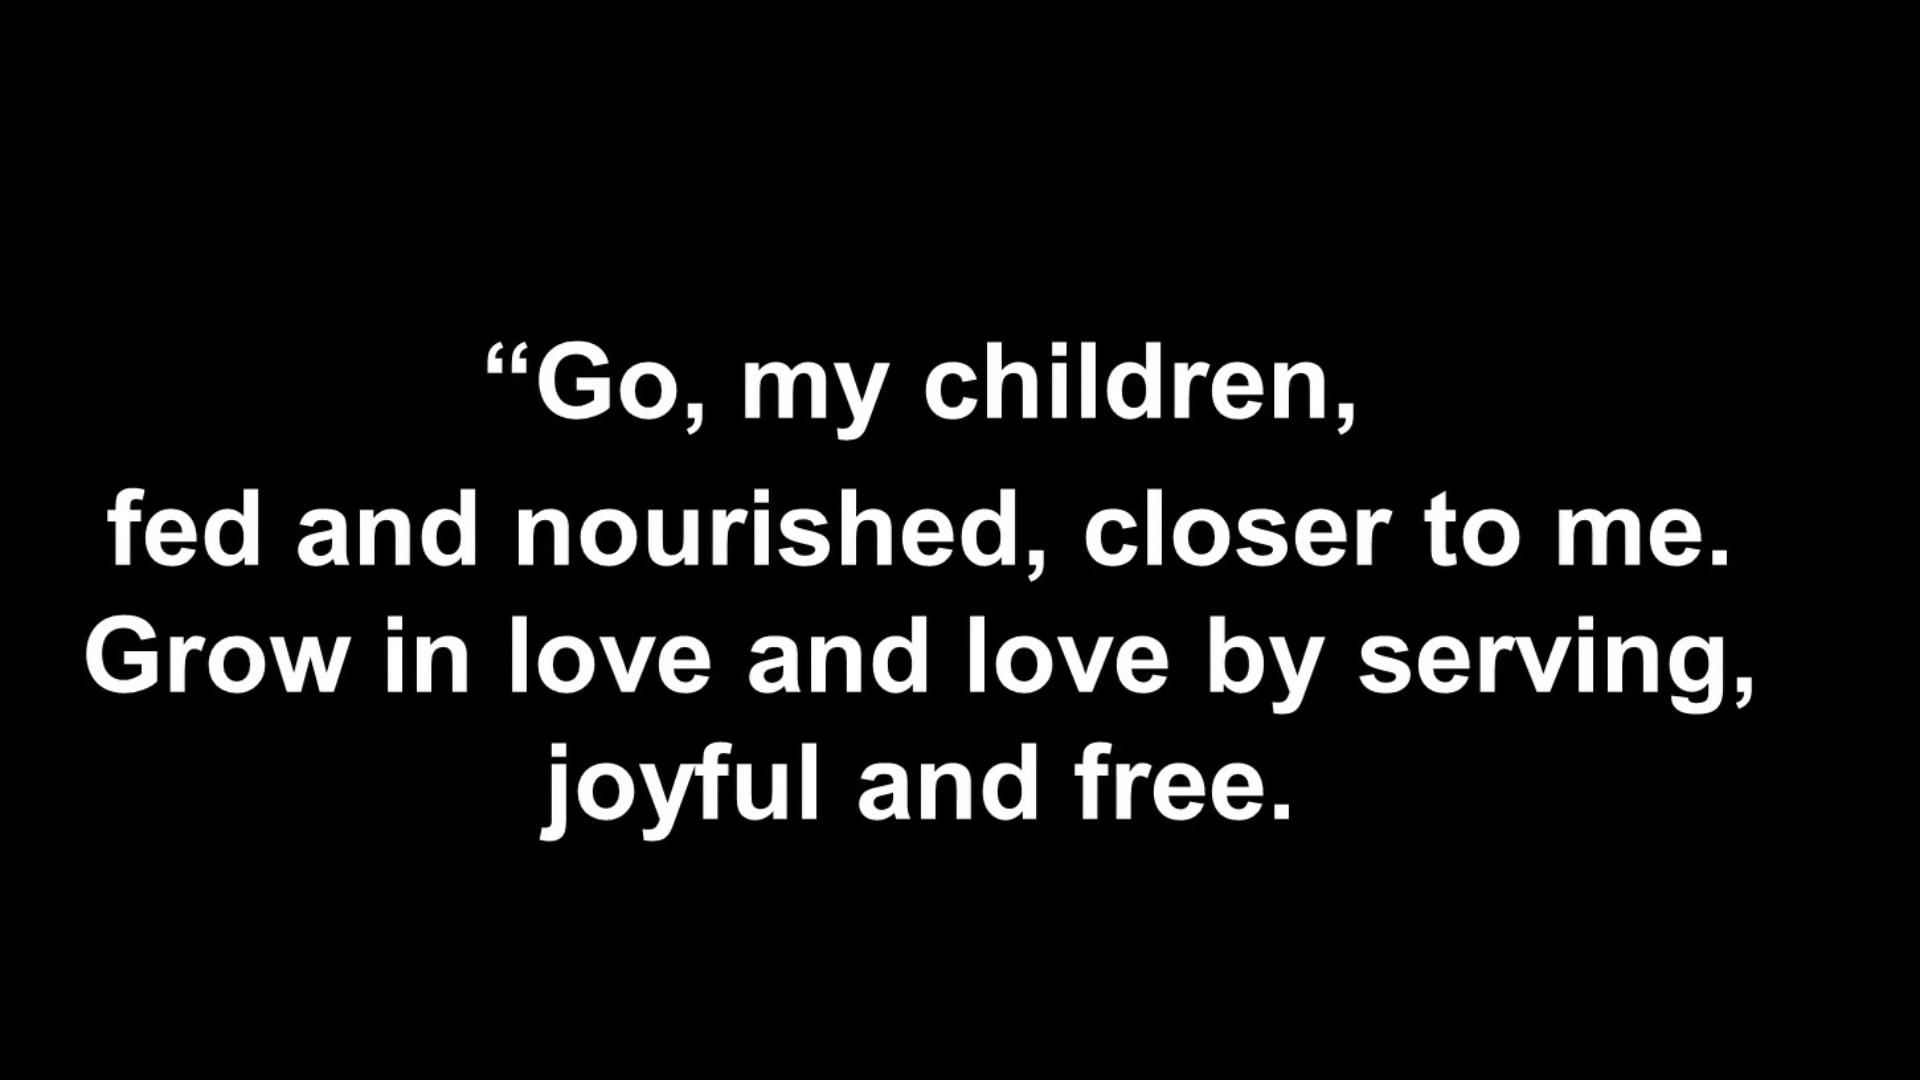 “Go, my children,
fed and nourished, closer to me.
Grow in love and love by serving,
joyful and free.